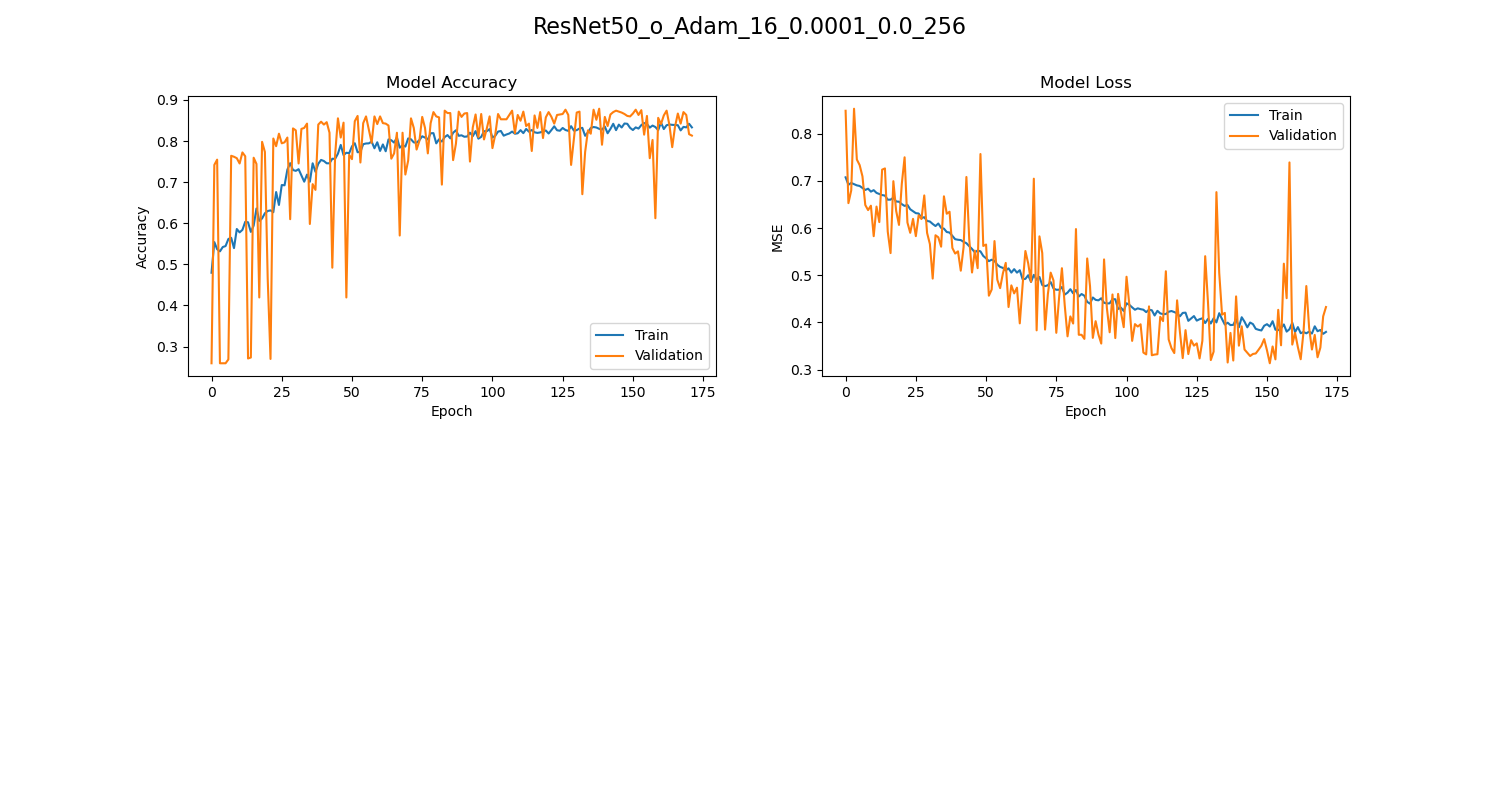 ResNet50_o_Adam_16_0.0001_0.0_256
Model Accuracy
0.9
0.8
0.7
0.6
0.5
0.4
0.3
Accuracy
Train
Validation
0 25 50 75 100 125 150 175
Epoch
Model Loss
0.8
0.7
0.6
0.5
0.4
0.3
MSE
Train
Validation
0 25 50 75 100 125 150 175
Epoch